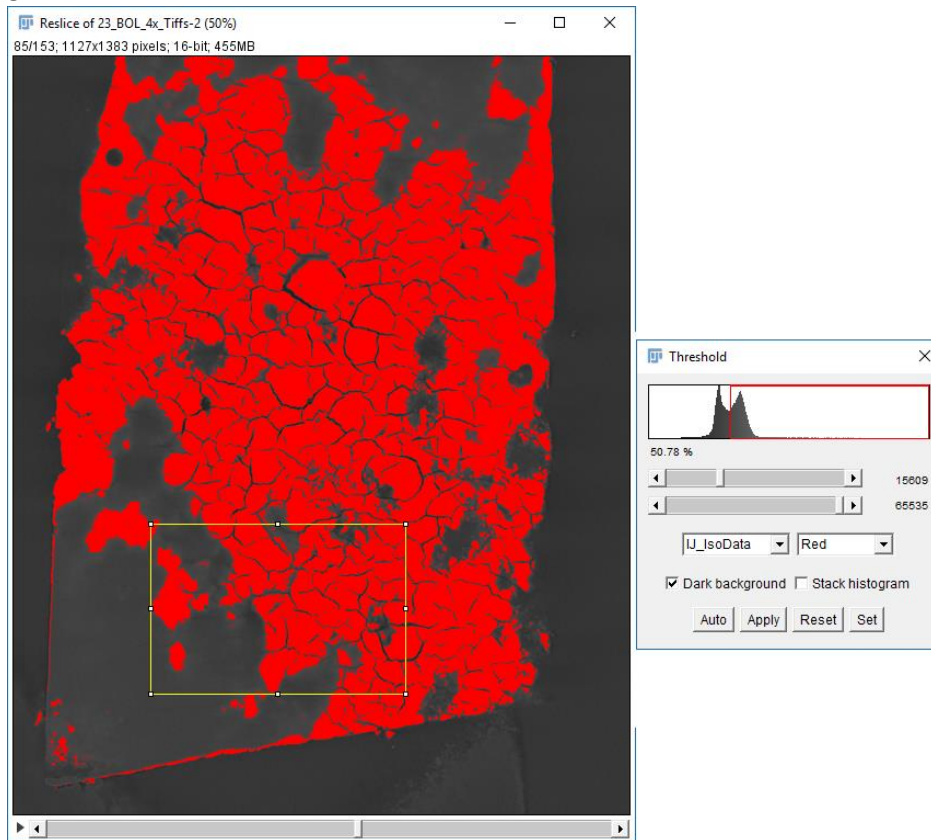 Reslice of 23_BOL_4x_Tiffs-2 (50%)
85/153; 1127x1383 pixels; 16-bit; 455MB
Threshold
50.78 %
15609
65535
IJ_IsoData Red
Dark background Stack histogram
Auto Apply Reset Set